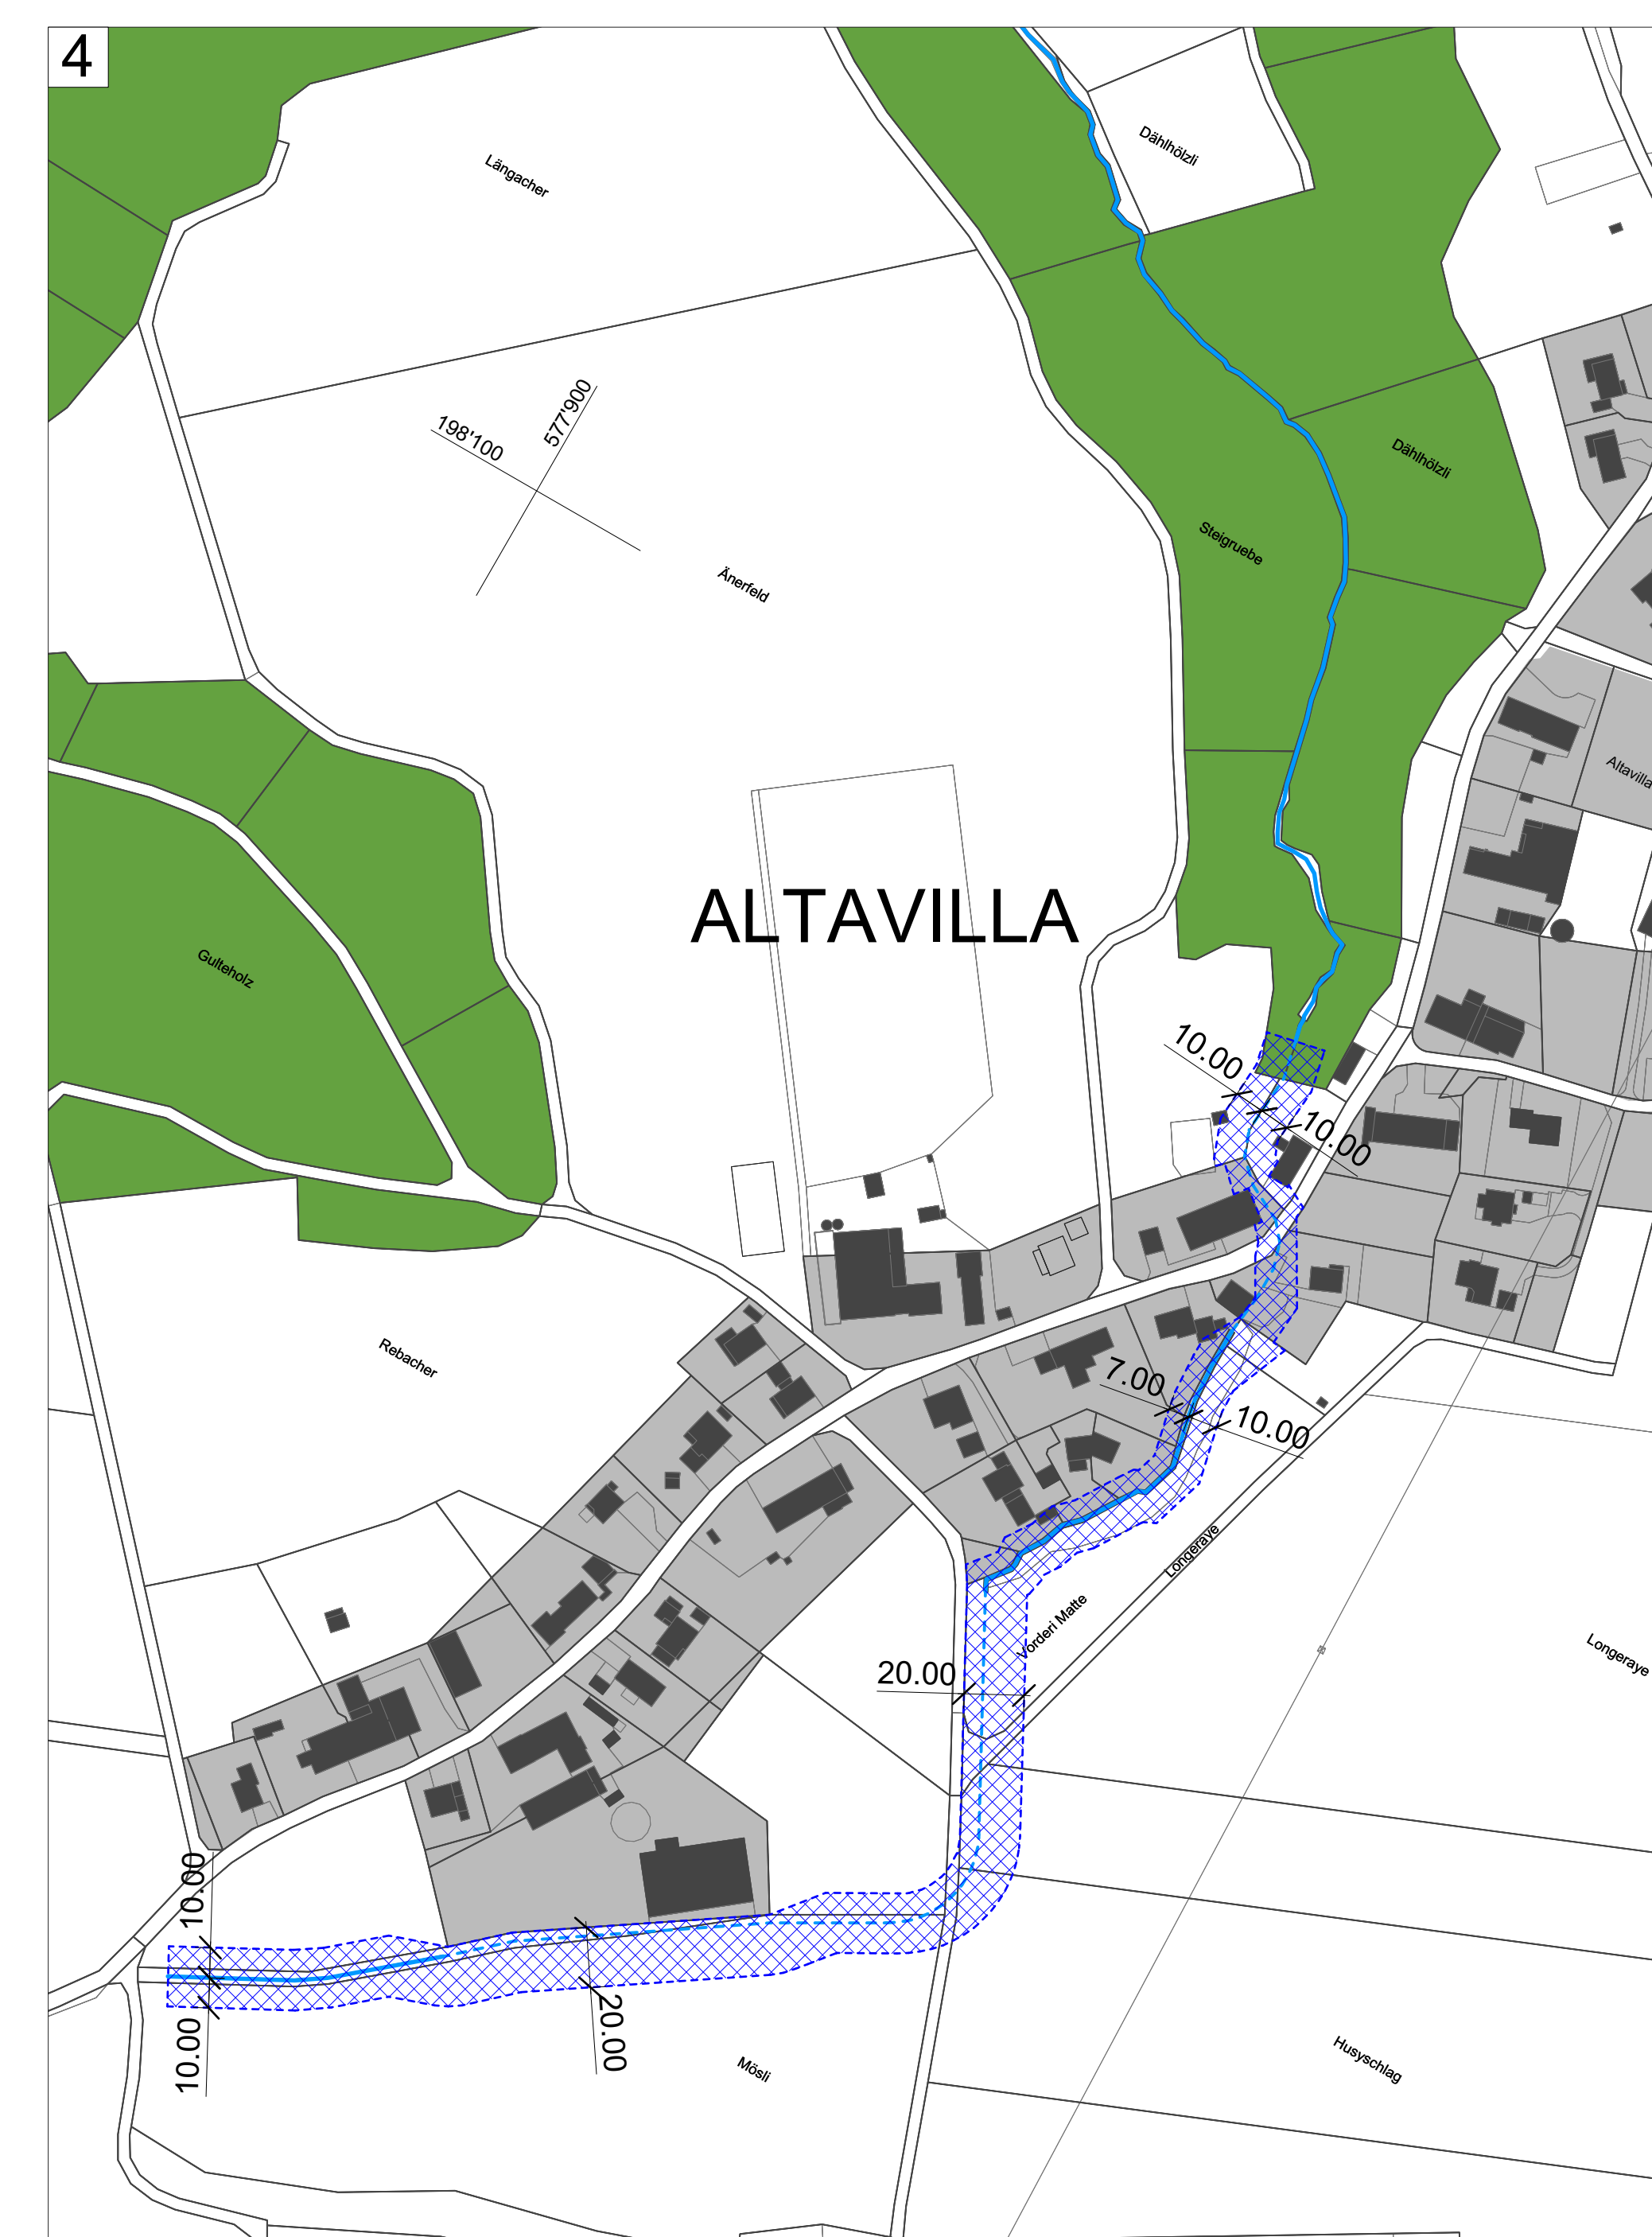 4
Dählhölzli
Längacher
577'900
198'100
Dählhölzli
Steigruebe
Änerfeld
Altavilla
ALTAVILLA
Gulteholz
10.00
10.00
Rebacher
7.00
10.00
Longeraye
Vorderi Matte
Longeraye
20.00
10.00
10.00
20.00
Husyschlag
Mösli